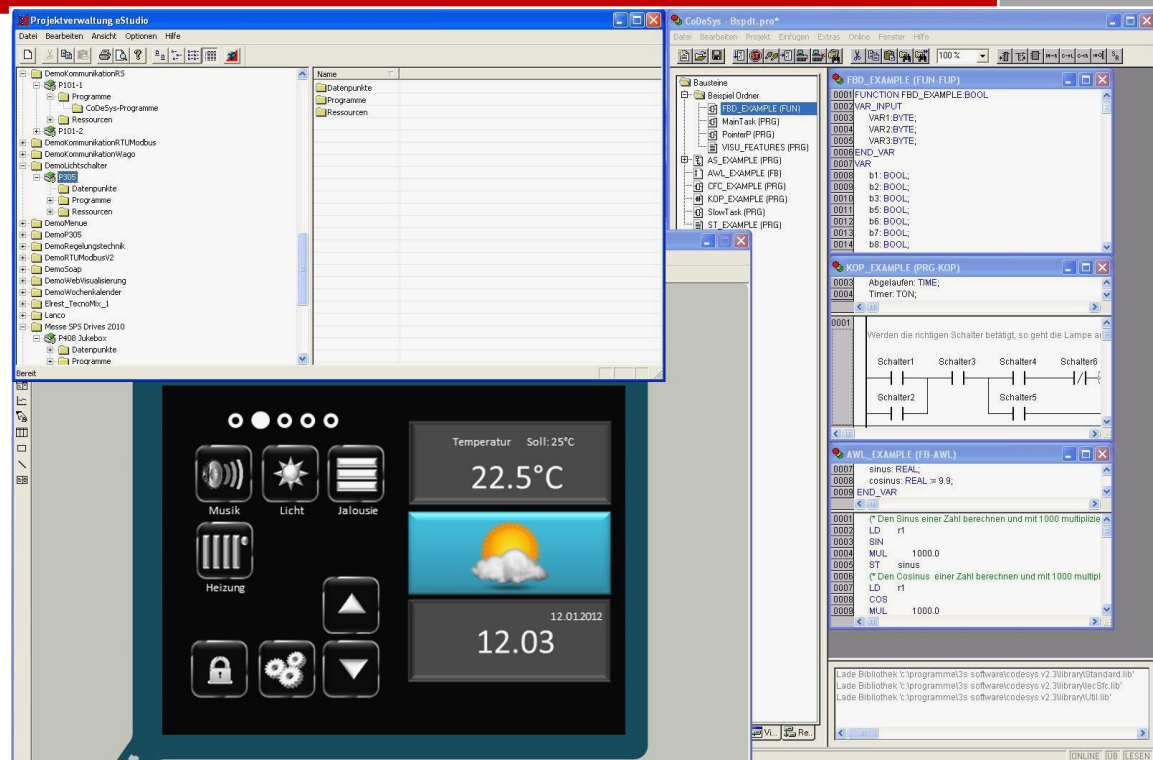 Projektverwaltung eStudio
Datei Bearbeiten Ansicht Optionen Hilfe
DemoKommunikationRS
P101-1
Programme
CoDeSys-Programme
Ressourcen
P101-2
DemoKommunikationRTUModbus
DemoKommunikationWago
DemoLichtschalter
P305
Datenpunkte
Programme
Ressourcen
DemoMenue
DemoP305
DemoRegelungstechnik
DemoRTUModbusV2
DemoSoap
DemoWebVisualisierung
DemoWochenkalender
Elrest_TecnoMix_1
Lanco
Messe SPS Drives 2010
P408 Jukebox
Datenpunkte
Programme
Name
Datenpunkte
Programme
Ressourcen
Bereit
Musik
Licht
Jalousie
Heizung
Temperatur Soll:25°C
22.5°C
12.01.2012
12.03
CoDeSys - Bspdt.pro*
Datei Bearbeiten Projekt Einfügen Extras Online Fenster Hilfe
100 %
Bausteine
Beispiel Ordner
FBD_EXAMPLE (FUN)
MainTask (PRG)
PointerP (PRG)
VISU_FEATURES (PRG)
AS_EXAMPLE (PRG)
AWL_EXAMPLE (FB)
CFC_EXAMPLE (PRG)
KOP_EXAMPLE (PRG)
SlowTask (PRG)
ST_EXAMPLE (PRG)
Vi...
Re..
FBD_EXAMPLE (FUN-FUP)
0001 FUNCTION FBD_EXAMPLE:BOOL
0002 VAR_INPUT
0003 VAR1:BYTE;
0004 VAR2:BYTE;
0005 VAR3:BYTE;
0006 END_VAR
0007 VAR
0008 b1: BOOL;
0009 b2: BOOL;
0010 b3: BOOL;
0011 b5: BOOL;
0012 b6: BOOL;
0013 b7: BOOL;
0014 b8: BOOL;
KOP_EXAMPLE (PRG-KOP)
0003 Abgelaufen: TIME;
0004 Timer: TON;
0001
Werden die richtigen Schalter betätigt, so geht die Lampe a
Schalter1 Schalter3 Schalter4 Schalter6
Schalter2 Schalter5
AWL_EXAMPLE (FB-AWL)
0007 sinus: REAL;
0008 cosinus: REAL := 9.9;
0009 END_VAR
0001 (* Den Sinus einer Zahl berechnen und mit 1000 multiplizie
0002 LD r1
0003 SIN
0004 MUL 1000.0
0005 ST sinus
0006 (* Den Cosinus einer Zahl berechnen und mit 1000 multipl
0007 LD r1
0008 COS
0009 MUL 1000.0
Lade Bibliothek 'c:\programme\3s software\codesys v2.3\library\Standard.lib'
Lade Bibliothek 'c:\programme\3s software\codesys v2.3\library\IecSfc.lib'
Lade Bibliothek 'c:\programme\3s software\codesys v2.3\library\Util.lib'
ONLINE ÜB LESEN